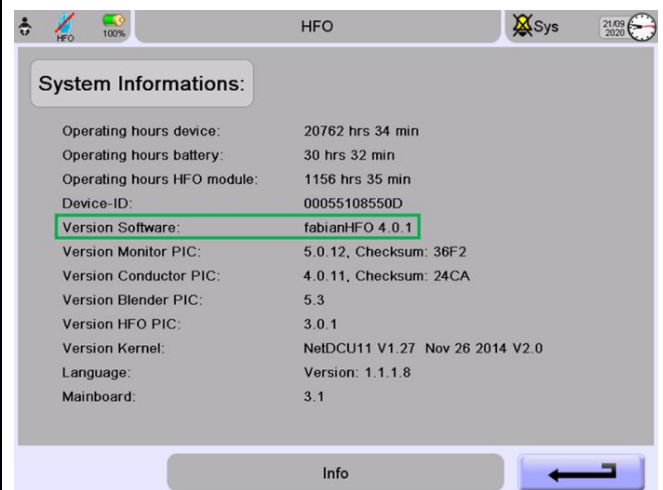 HFO 100% HFO Sys 21/09 2020
System Informations:
Operating hours device: 20762 hrs 34 min
Operating hours battery: 30 hrs 32 min
Operating hours HFO module: 1156 hrs 35 min
Device-ID: 00055108550D
Version Software: fabianHFO 4.0.1
Version Monitor PIC: 5.0.12, Checksum: 36F2
Version Conductor PIC: 4.0.11, Checksum: 24CA
Version Blender PIC: 5.3
Version HFO PIC: 3.0.1
Version Kernel: NetDCU11 V1.27 Nov 26 2014 V2.0
Language: Version: 1.1.1.8
Mainboard: 3.1
Info